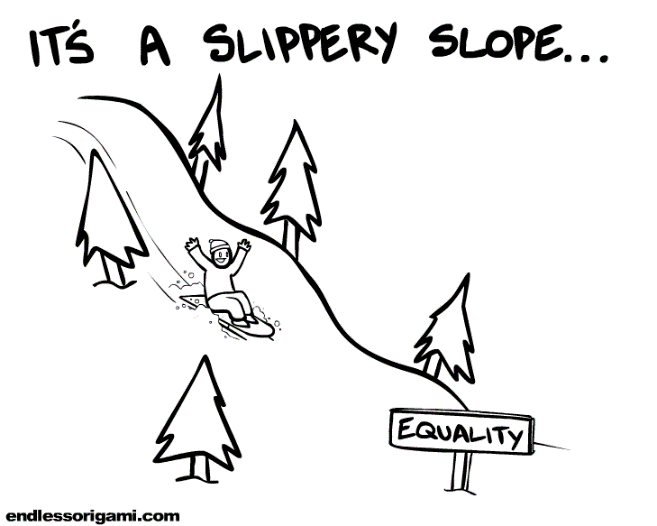 IT'S A SLIPPERY SLOPE...
EQUALITY
endlessorigami.com